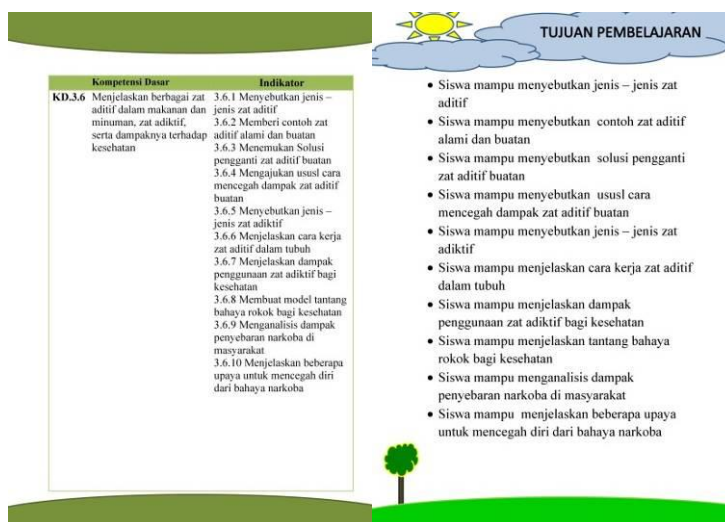 Kompetensi Dasar Indikator
KD.3.6 Menjelaskan berbagai zat
aditif dalam makanan dan
minuman, zat adiktif,
serta dampaknya terhadap
kesehatan
3.6.1 Menyebutkan jenis –
jenis zat aditif
3.6.2 Memberi contoh zat
aditif alami dan buatan
3.6.3 Menemukan Solusi
pengganti zat aditif buatan
3.6.4 Mengajukan ususl cara
mencegah dampak zat aditif
buatan
3.6.5 Menyebutkan jenis –
jenis zat adiktif
3.6.6 Menjelaskan cara kerja
zat aditif dalam tubuh
3.6.7 Menjelaskan dampak
penggunaan zat adiktif bagi
kesehatan
3.6.8 Membuat model tantang
bahaya rokok bagi kesehatan
3.6.9 Menganalisis dampak
penyebaran narkoba di
masyarakat
3.6.10 Menjelaskan beberapa
upaya untuk mencegah diri
dari bahaya narkoba
TUJUAN PEMBELAJARAN
• Siswa mampu menyebutkan jenis – jenis zat
aditif
• Siswa mampu menyebutkan contoh zat aditif
alami dan buatan
• Siswa mampu menyebutkan solusi pengganti
zat aditif buatan
• Siswa mampu menyebutkan ususl cara
mencegah dampak zat aditif buatan
• Siswa mampu menyebutkan jenis – jenis zat
adiktif
• Siswa mampu menjelaskan cara kerja zat aditif
dalam tubuh
• Siswa mampu menjelaskan dampak
penggunaan zat adiktif bagi kesehatan
• Siswa mampu menjelaskan tantang bahaya
rokok bagi kesehatan
• Siswa mampu menganalisis dampak
penyebaran narkoba di masyarakat
• Siswa mampu menjelaskan beberapa upaya
untuk mencegah diri dari bahaya narkoba